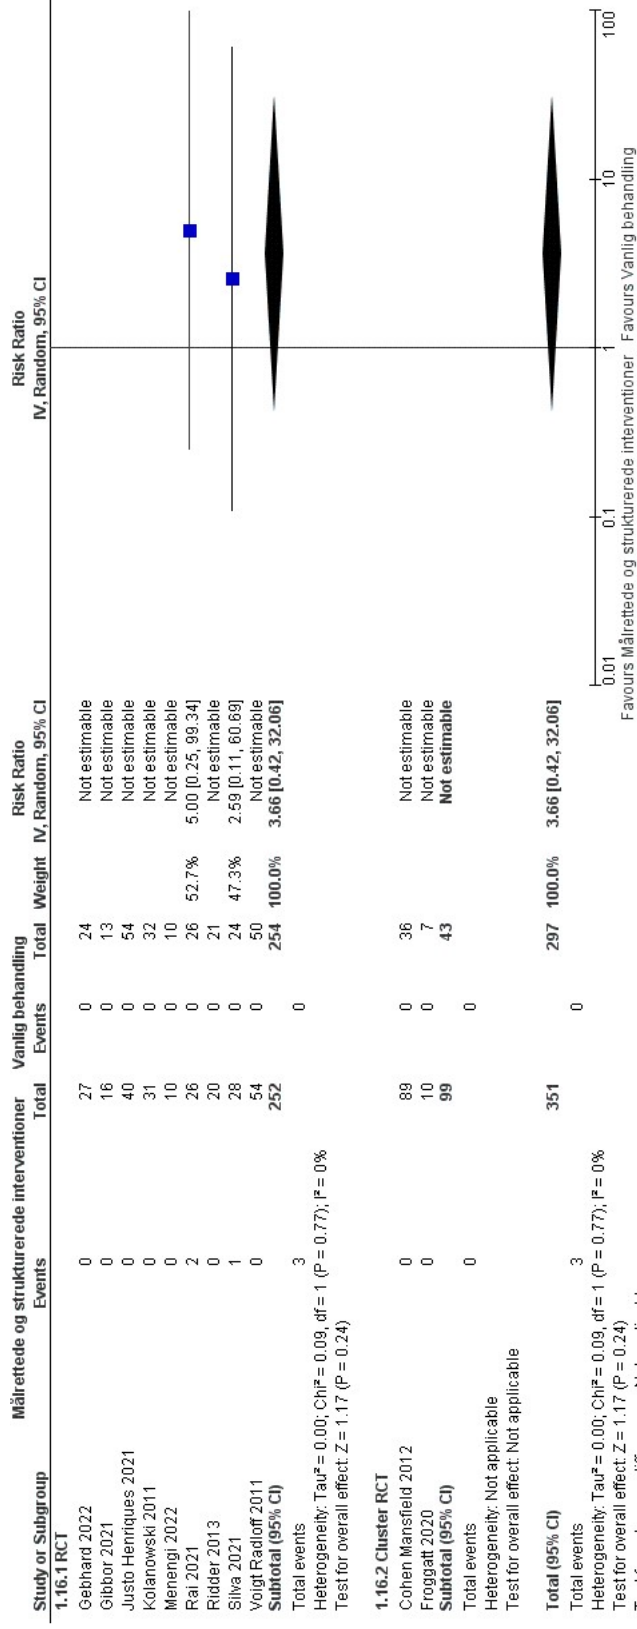 Målrettede og strukturerede interventioner Vanlig behandling Risk Ratio Risk Ratio
Study or Subgroup Events Total Events Total Weight IV, Random, 95% CI IV, Random, 95% CI
1.16.1 RCT
Gebhard 2022 0 27 0 24 Not estimable
Gibbor 2021 0 16 0 13 Not estimable
Justo Henriques 2021 0 40 0 54 Not estimable
Kolanowski 2011 0 31 0 32 Not estimable
Menengi 2022 0 10 0 10 Not estimable
Rai 2021 2 26 0 26 52.7% 5.00 [0.25, 99.34]
Ridder 2013 0 20 0 21 Not estimable
Silva 2021 1 28 0 24 47.3% 2.59 [0.11, 60.69]
Voigt Radloff 2011 0 54 0 50 Not estimable
Subtotal (95% CI) 252 254 100.0% 3.66 [0.42, 32.06]
Total events 3 0
Heterogeneity: Tau² = 0.00; Chi² = 0.09, df = 1 (P = 0.77); I² = 0%
Test for overall effect: Z = 1.17 (P = 0.24)
1.16.2 Cluster RCT
Cohen Mansfield 2012 0 89 0 36 Not estimable
Froggatt 2020 0 10 0 7 Not estimable
Subtotal (95% CI) 99 43 Not estimable
Total events 0 0
Heterogeneity: Not applicable
Test for overall effect: Not applicable
Total (95% CI) 351 297 100.0% 3.66 [0.42, 32.06]
Total events 3 0
Heterogeneity: Tau² = 0.00; Chi² = 0.09, df = 1 (P = 0.77); I² = 0%
Test for overall effect: Z = 1.17 (P = 0.24)
0.01 0.1 1 10 100
Favours Målrettede og strukturerede interventioner Favours Vanlig behandling